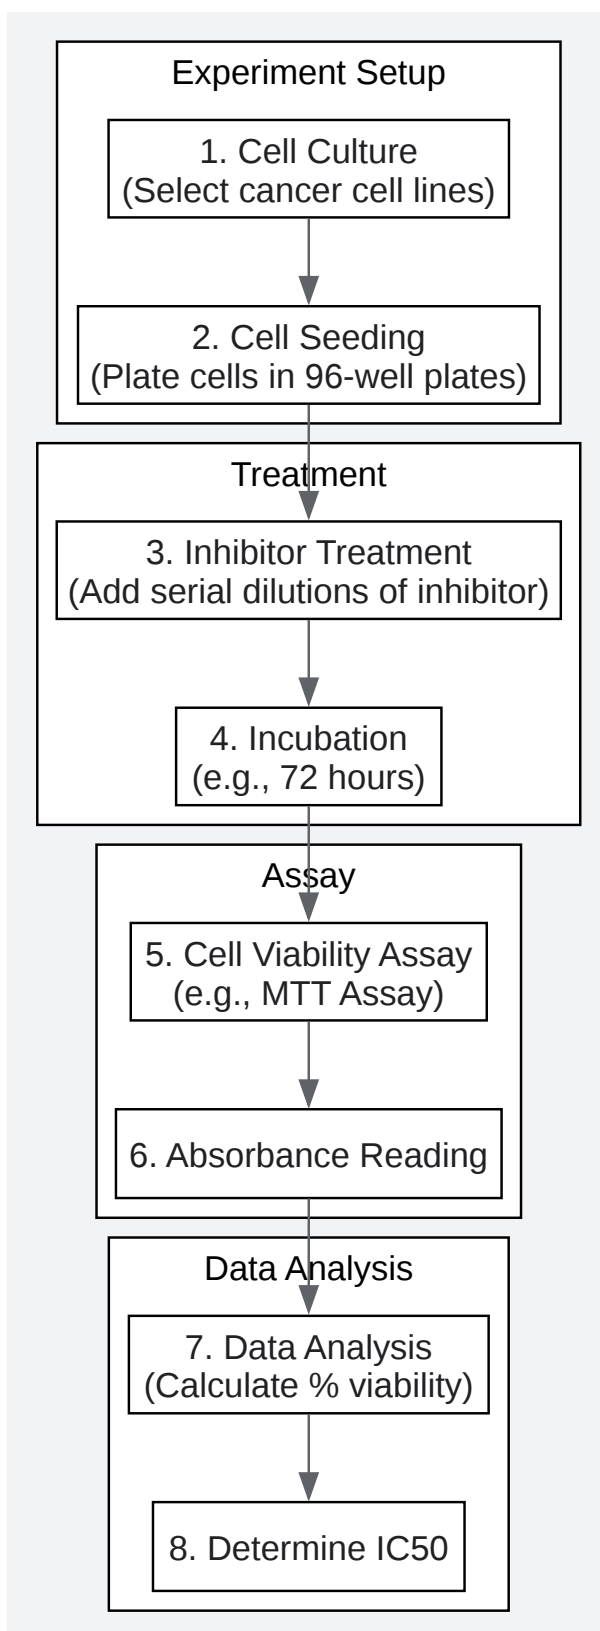 Experiment Setup
1. Cell Culture
(Select cancer cell lines)
2. Cell Seeding
(Plate cells in 96-well plates)
Treatment
3. Inhibitor Treatment
(Add serial dilutions of inhibitor)
4. Incubation
(e.g., 72 hours)
Assay
5. Cell Viability Assay
(e.g., MTT Assay)
6. Absorbance Reading
Data Analysis
7. Data Analysis
(Calculate % viability)
8. Determine IC50